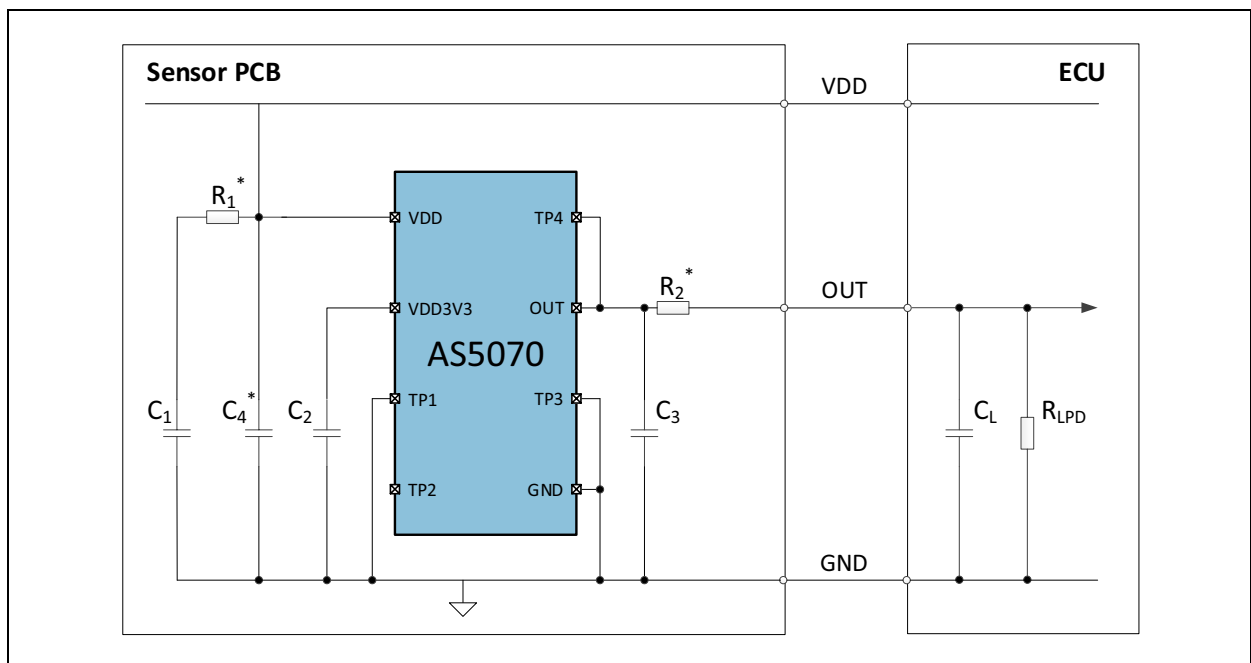 Sensor PCB
ECU
VDD
R1*
VDD
TP4
VDD3V3
OUT
R2*
OUT
AS5070
TP1
TP3
C1
C4*
C2
C3
CL
RLPD
TP2
GND
GND